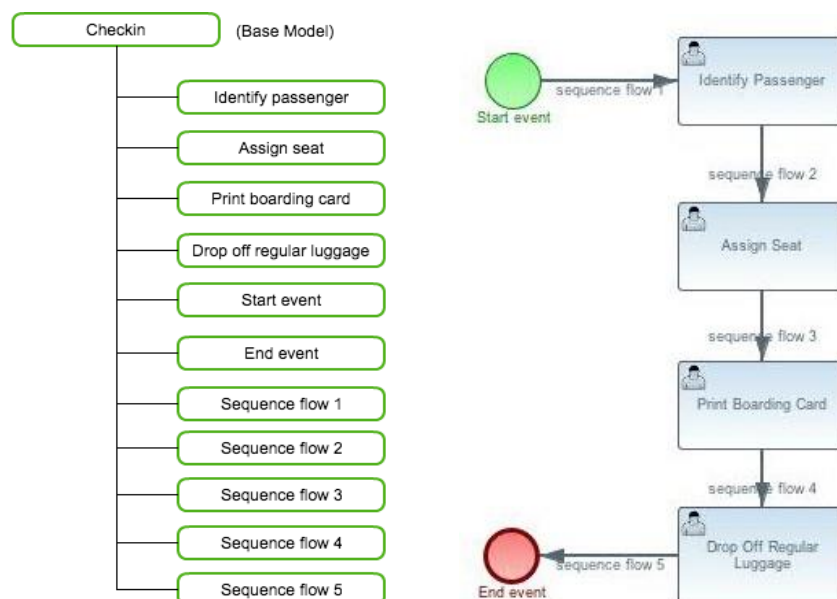 Checkin
(Base Model)
Identify passenger
Assign seat
Print boarding card
Drop off regular luggage
Start event
End event
Sequence flow 1
Sequence flow 2
Sequence flow 3
Sequence flow 4
Sequence flow 5
Start event
sequence flow 1
Identify Passenger
sequence flow 2
Assign Seat
sequence flow 3
Print Boarding Card
sequence flow 4
Drop Off Regular
Luggage
sequence flow 5
End event